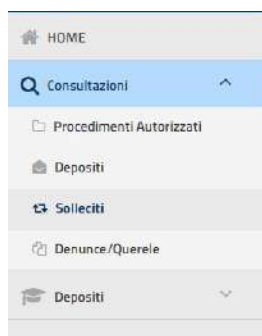 HOME
Consultazioni
Procedimenti Autorizzati
Depositi
Solleciti
Denunce/Querele
Depositi